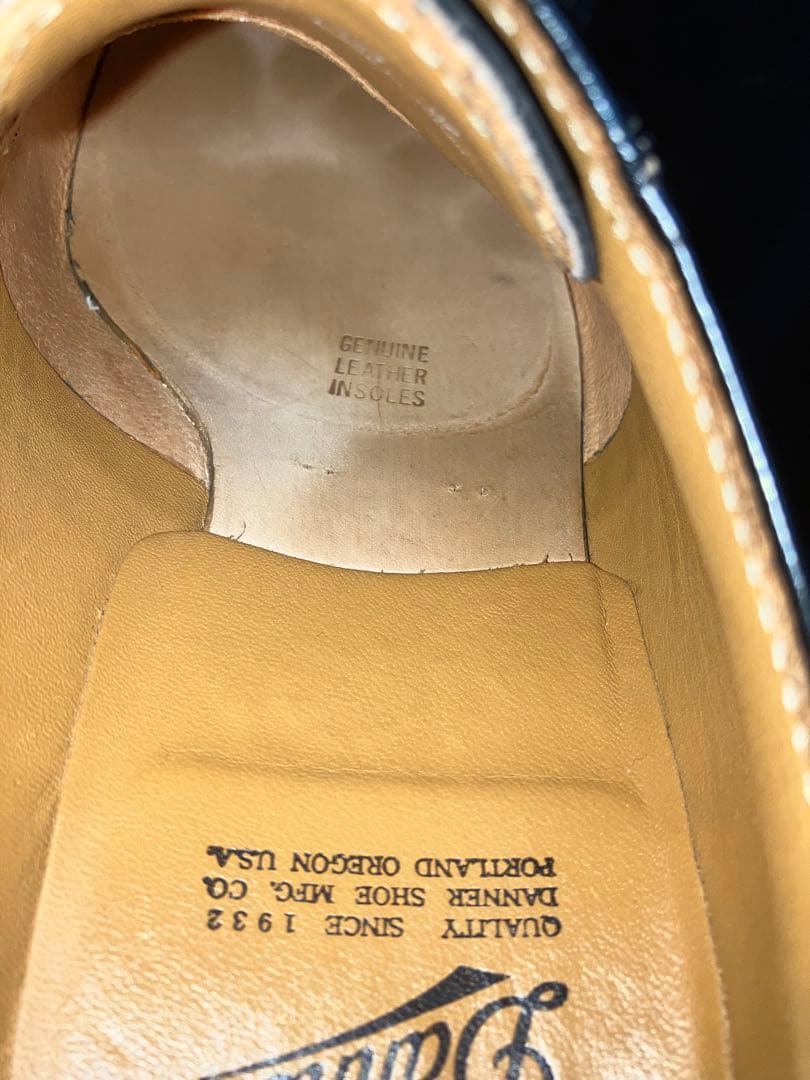 GENUINE
LEATHER
INSOLES
QUALITY SINCE 1932
DANNER SHOE MFG. CO.
PORTLAND OREGON U.S.A.